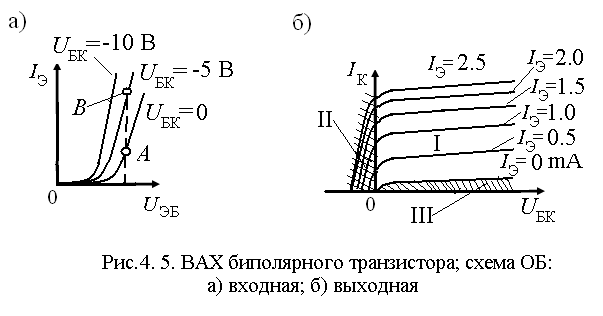 а)
I_Э
U_БК=-10 В
U_БК= -5 В
U_БК=0
B
A
0
U_ЭБ
б)
I_К
I_Э= 2.5
I_Э=2.0
I_Э=1.5
I_Э=1.0
I_Э=0.5
I_Э=0 mA
II
I
III
0
U_БК
Рис.4. 5. ВАХ биполярного транзистора; схема ОБ:
а) входная; б) выходная